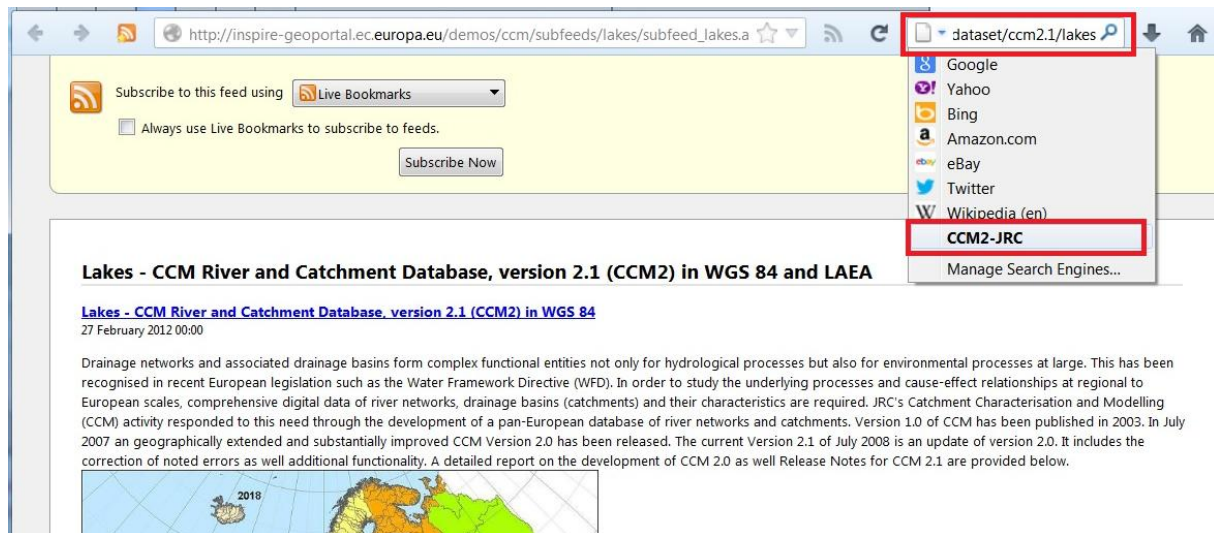 http://inspire-geoportal.ec.europa.eu/demos/ccm/subfeeds/lakes/subfeed_lakes.a
dataset/ccm2.1/lakes
Subscribe to this feed using Live Bookmarks
Always use Live Bookmarks to subscribe to feeds.
Subscribe Now
Google
Yahoo
Bing
Amazon.com
eBay
Twitter
Wikipedia (en)
CCM2-JRC
Manage Search Engines...
Lakes - CCM River and Catchment Database, version 2.1 (CCM2) in WGS 84 and LAEA
Lakes - CCM River and Catchment Database, version 2.1 (CCM2) in WGS 84
27 February 2012 00:00
Drainage networks and associated drainage basins form complex functional entities not only for hydrological processes but also for environmental processes at large. This has been
recognised in recent European legislation such as the Water Framework Directive (WFD). In order to study the underlying processes and cause-effect relationships at regional to
European scales, comprehensive digital data of river networks, drainage basins (catchments) and their characteristics are required. JRC's Catchment Characterisation and Modelling
(CCM) activity responded to this need through the development of a pan-European database of river networks and catchments. Version 1.0 of CCM has been published in 2003. In July
2007 an geographically extended and substantially improved CCM Version 2.0 has been released. The current Version 2.1 of July 2008 is an update of version 2.0. It includes the
correction of noted errors as well additional functionality. A detailed report on the development of CCM 2.0 as well Release Notes for CCM 2.1 are provided below.
2018